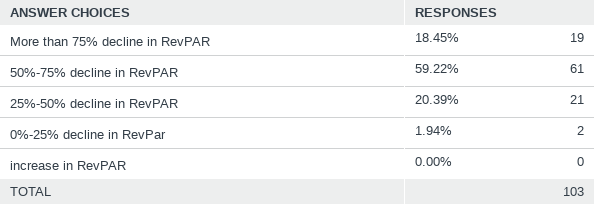 ANSWER CHOICES RESPONSES
More than 75% decline in RevPAR 18.45% 19
50%-75% decline in RevPAR 59.22% 61
25%-50% decline in RevPAR 20.39% 21
0%-25% decline in RevPar 1.94% 2
increase in RevPAR 0.00% 0
TOTAL 103